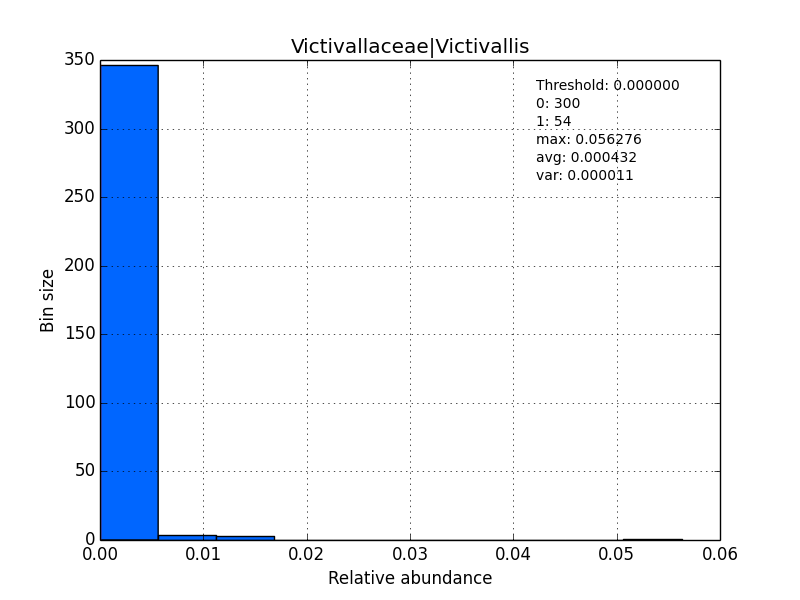 Victivallaceae|Victivallis
350
300
250
200
150
100
50
0
Bin size
Threshold: 0.000000
0: 300
1: 54
max: 0.056276
avg: 0.000432
var: 0.000011
0.00 0.01 0.02 0.03 0.04 0.05 0.06
Relative abundance